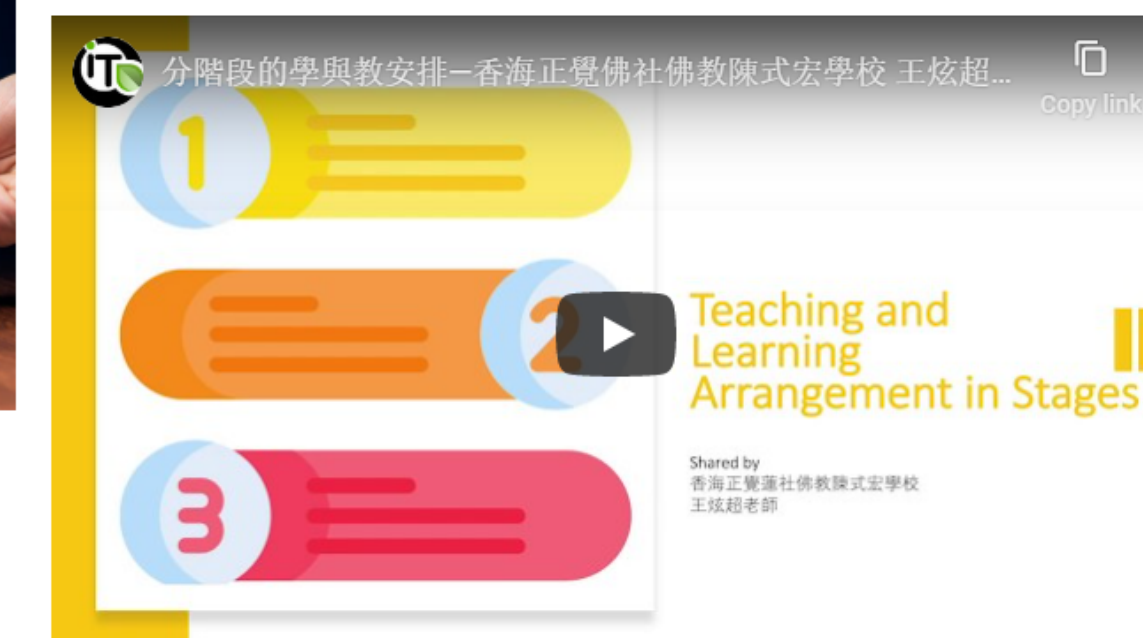 iT
分階段的學與教安排–香海正覺佛社佛教陳式宏學校 王炫超...
Copy link
1
2
3
Teaching and
Learning
Arrangement in Stages
Shared by
香海正覺蓮社佛教陳式宏學校
王炫超老師